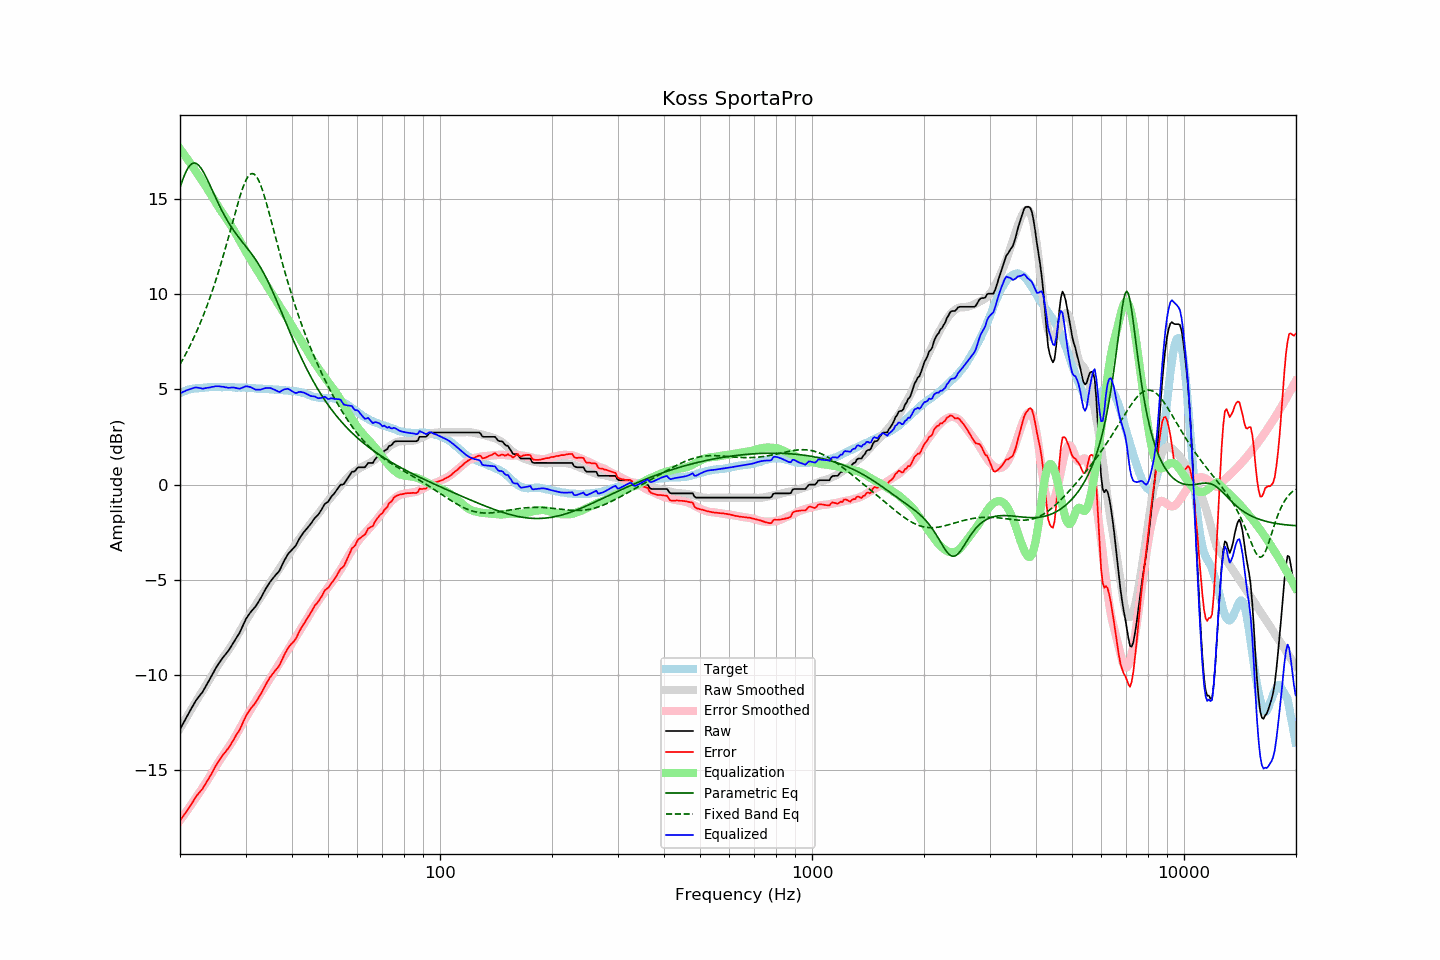 Koss SportaPro
Amplitude (dBr)
15
10
5
0
−5
−10
−15
100
1000
10000
Frequency (Hz)
Target
Raw Smoothed
Error Smoothed
Raw
Error
Equalization
Parametric Eq
Fixed Band Eq
Equalized